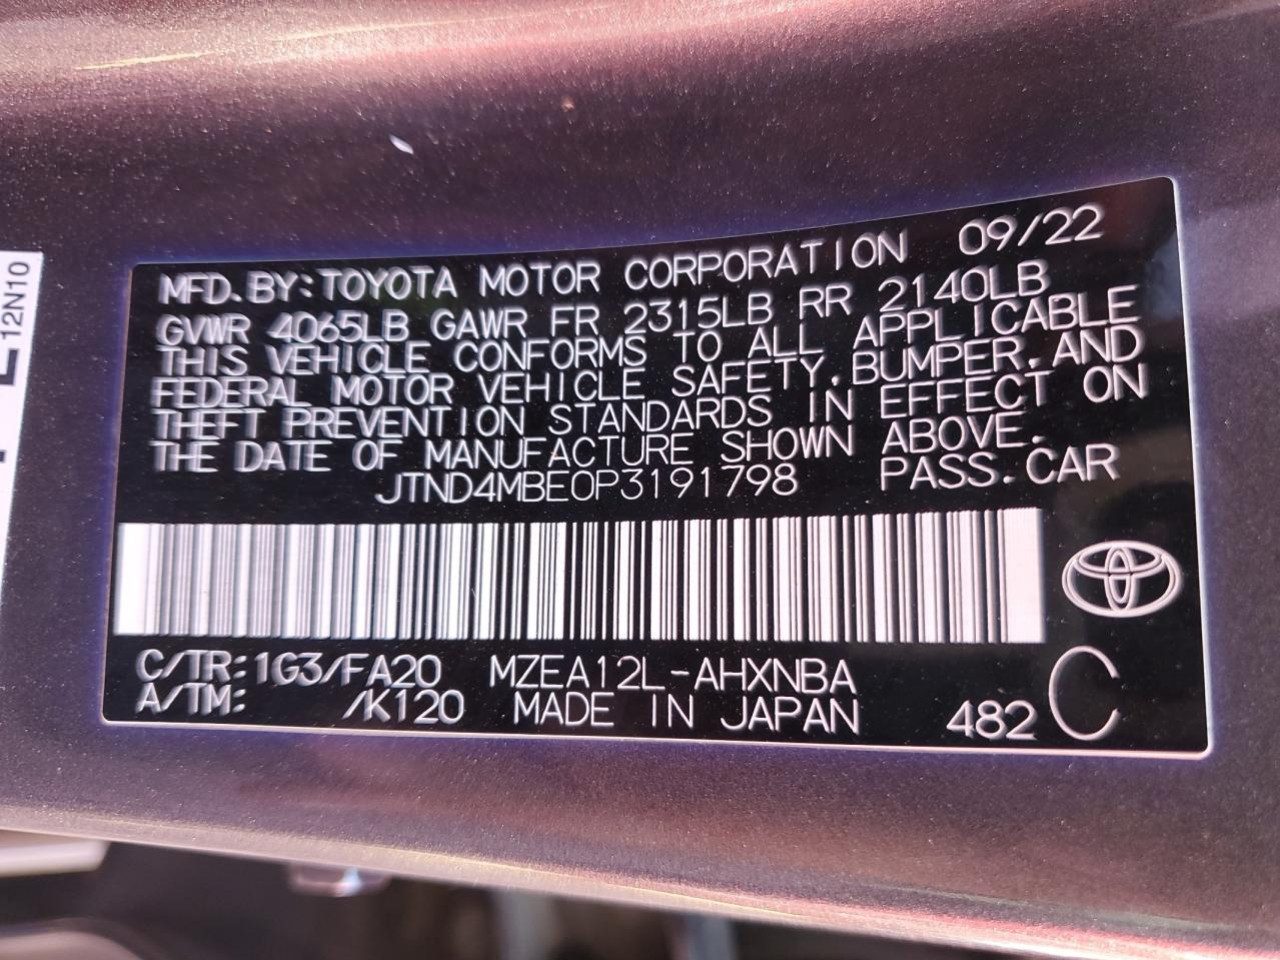 MFD. BY: TOYOTA MOTOR CORPORATION 09/22
GVWR 4065LB GAWR FR 2315LB RR 2140LB
THIS VEHICLE CONFORMS TO ALL APPLICABLE
FEDERAL MOTOR VEHICLE SAFETY, BUMPER, AND
THEFT PREVENTION STANDARDS IN EFFECT ON
THE DATE OF MANUFACTURE SHOWN ABOVE.
JTND4MBE0P3191798 PASS. CAR
C/TR: 1G3/FA20 MZEA12L-AHXNBA
A/TM: /K120 MADE IN JAPAN 482 C
12N10